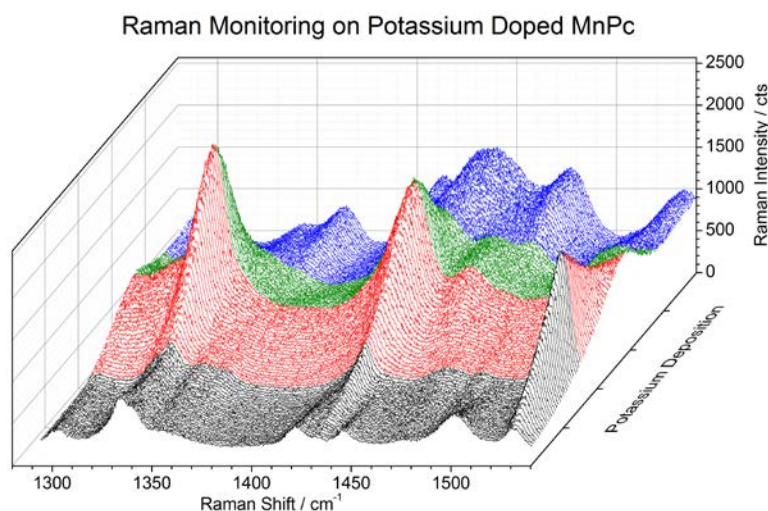 Raman Monitoring on Potassium Doped MnPc
2500
2000
1500
1000
500
0
Raman Intensity / cts
Potassium Deposition
1300 1350 1400 1450 1500
Raman Shift / cm⁻¹